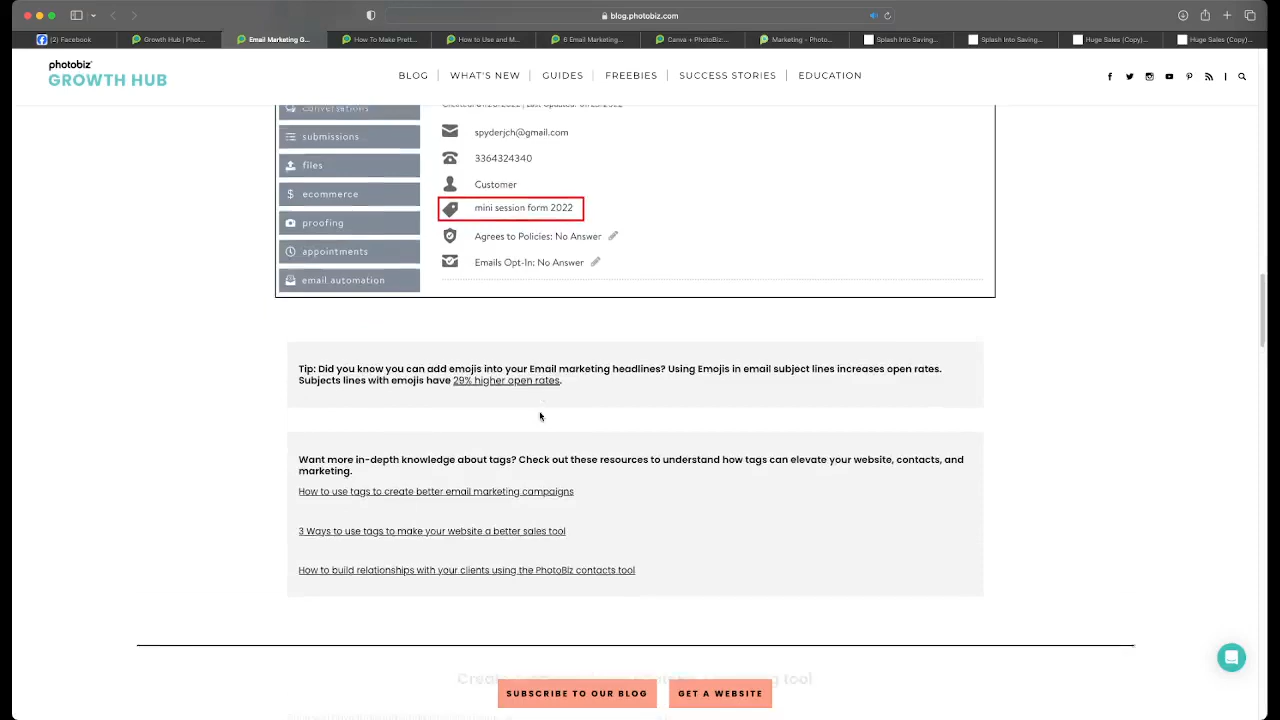 blog.photobiz.com
(2) Facebook
Growth Hub | Phot...
Email Marketing G...
How To Make Prett...
How to Use and M...
6 Email Marketing...
Canva + PhotoBiz:...
Marketing - Photo...
Splash Into Saving...
Splash Into Saving...
Huge Sales (Copy)...
Huge Sales (Copy)...
photobiz
GROWTH HUB
BLOG
WHAT'S NEW
GUIDES
FREEBIES
SUCCESS STORIES
EDUCATION
conversations
submissions
files
$ ecommerce
proofing
appointments
email automation
spyderjch@gmail.com
3364324340
Customer
mini session form 2022
Agrees to Policies: No Answer
Emails Opt-In: No Answer
Tip: Did you know you can add emojis into your Email marketing headlines? Using Emojis in email subject lines increases open rates.
Subjects lines with emojis have 29% higher open rates.
Want more in-depth knowledge about tags? Check out these resources to understand how tags can elevate your website, contacts, and
marketing.
How to use tags to create better email marketing campaigns
3 Ways to use tags to make your website a better sales tool
How to build relationships with your clients using the PhotoBiz contacts tool
tool
SUBSCRIBE TO OUR BLOG
GET A WEBSITE